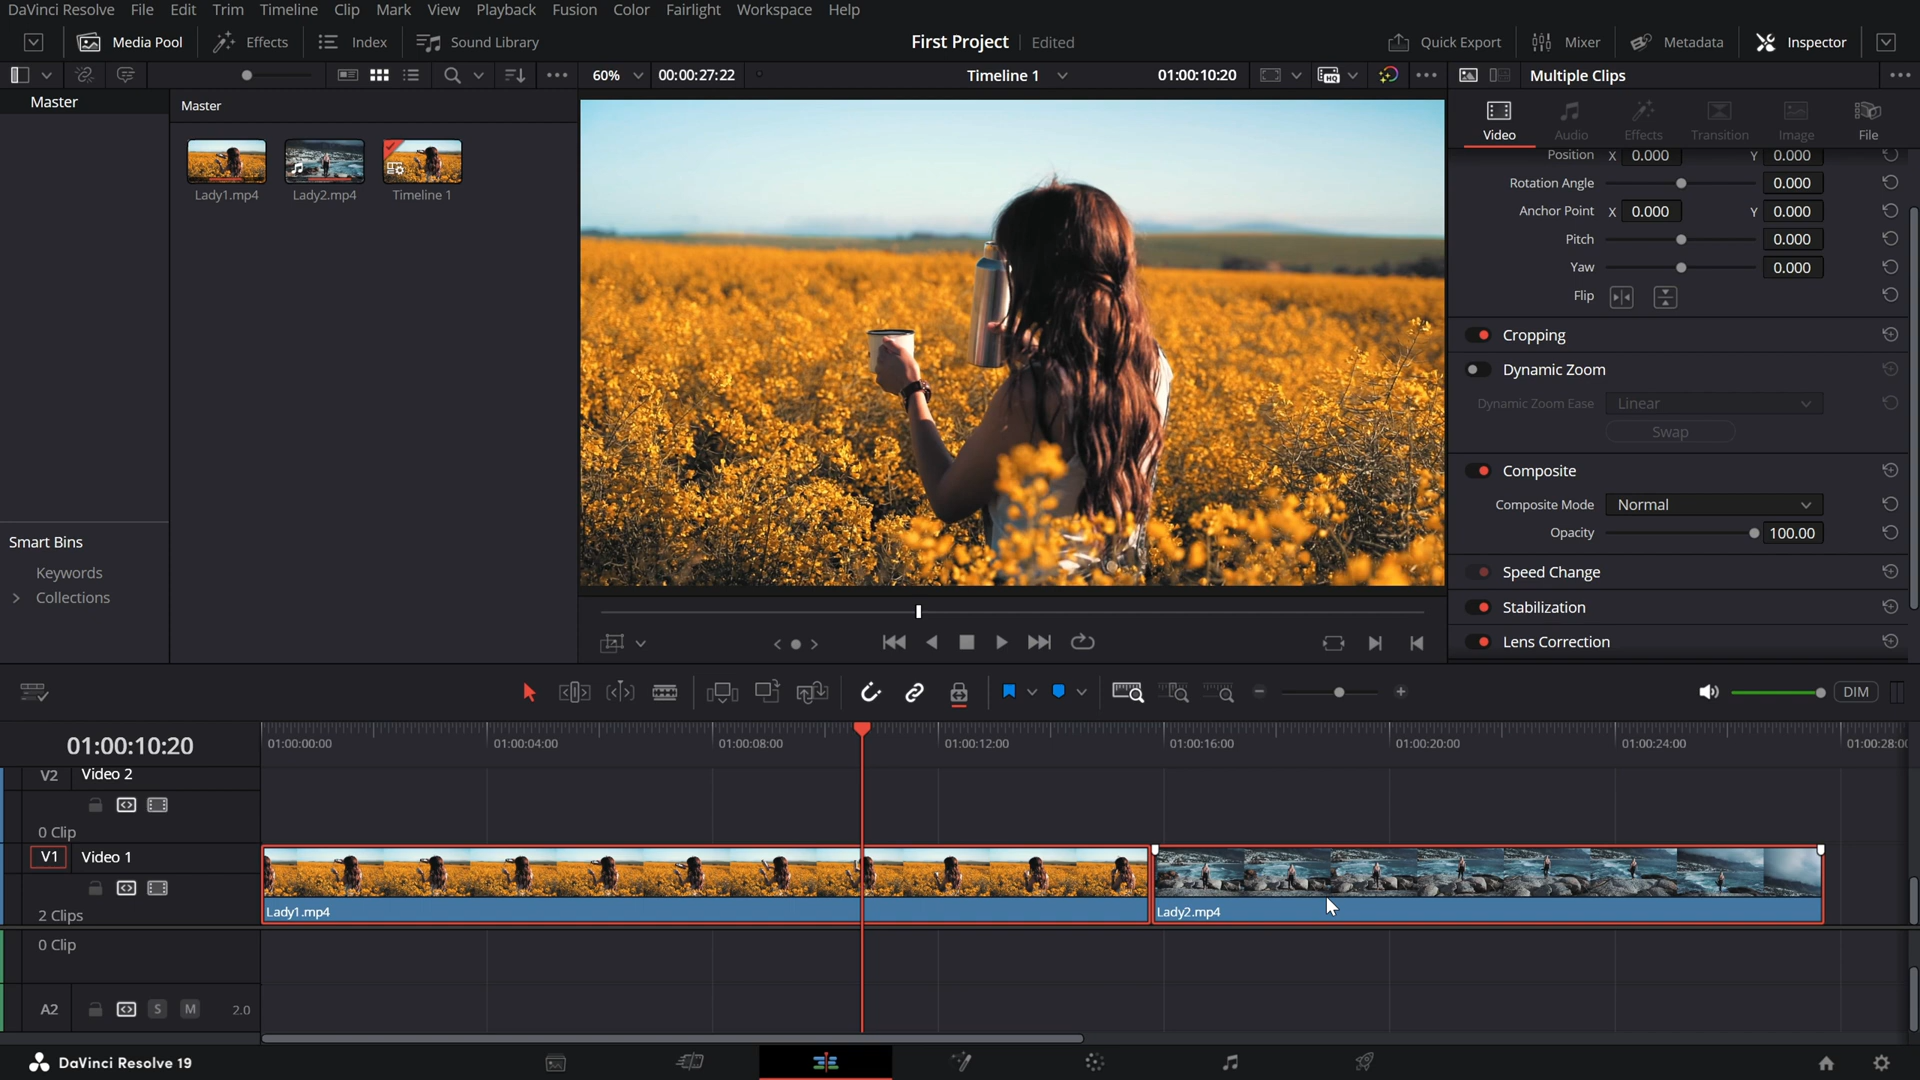 DaVinci Resolve File Edit Trim Timeline Clip Mark View Playback Fusion Color Fairlight Workspace Help
Media Pool Effects Index Sound Library First Project Edited Quick Export Mixer Metadata Inspector
60% 00:00:27:22 Timeline 1 01:00:10:20 HQ Multiple Clips
Master
Master
Lady1.mp4 Lady2.mp4 Timeline 1
Smart Bins
Keywords
Collections
Video Audio Effects Transition Image File
Position X 0.000 Y 0.000
Rotation Angle 0.000
Anchor Point X 0.000 Y 0.000
Pitch 0.000
Yaw 0.000
Flip
Cropping
Dynamic Zoom
Dynamic Zoom Ease Linear
Swap
Composite
Composite Mode Normal
Opacity 100.00
Speed Change
Stabilization
Lens Correction
DIM
01:00:10:20 01:00:00:00 01:00:04:00 01:00:08:00 01:00:12:00 01:00:16:00 01:00:20:00 01:00:24:00 01:00:28:00
V2 Video 2
0 Clip
V1 Video 1
2 Clips
Lady1.mp4 Lady2.mp4
0 Clip
A2 S M 2.0
DaVinci Resolve 19